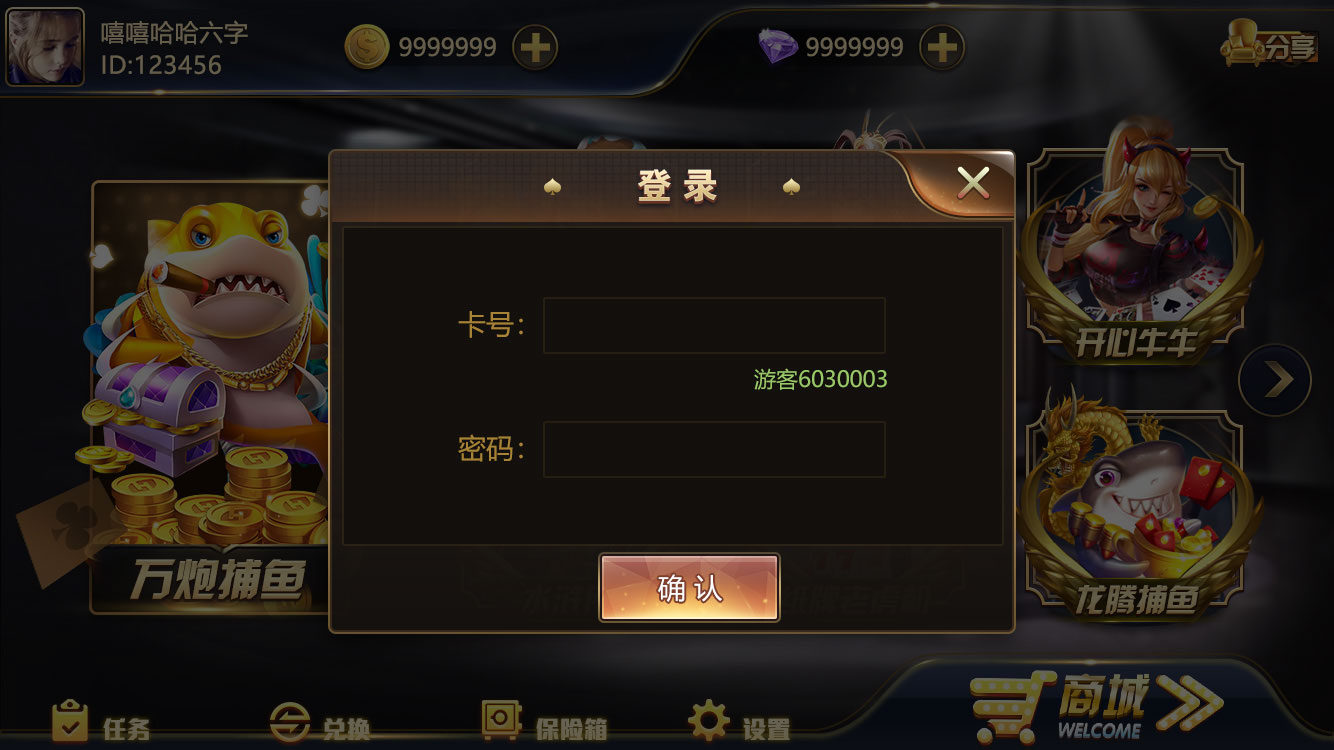 嘻嘻哈哈六字
ID:123456
9999999
9999999
分享
登录
卡号：
游客6030003
密码：
确认
万炮捕鱼
开心牛牛
龙腾捕鱼
任务
兑换
保险箱
设置
商城
WELCOME